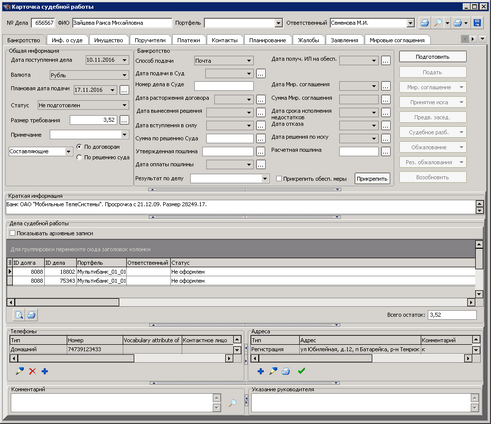 Карточка судебной работы
№ Дела 656567 ФИО Зайцева Раиса Михайловна Портфель Ответственный Семенова М.И.
Банкротство Инф. о суде Имущество Поручители Платежи Контакты Планирование Жалобы Заявления Мировые соглашения
Общая информация
Дата поступления дела 10.11.2016
Валюта Рубль
Плановая дата подачи 17.11.2016
Статус Не подготовлен
Размер требования 3,52
Примечание
Составляющие По договорам
По решению суда
Банкротство
Способ подачи Почта
Дата подачи в Суд
Номер дела в Суде
Дата расторжения договора
Дата вынесения решения
Дата вступления в силу
Сумма по решению Суда
Утвержденная пошлина
Дата оплаты пошлины
Результат по делу
Дата получ. ИЛ на обесп.
Дата Мир. соглашения
Сумма Мир. соглашения
Дата срока исполнения недостатков
Дата отказа
Дата решения по иску
Расчетная пошлина
Прикрепить обесп. меры Прикрепить
Подготовить
Подать
Мир. соглашение
Принятие иска
Предв. засед.
Судебное разб.
Обжалование
Рез. обжалования
Возобновить
Краткая информация
Банк ОАО "Мобильные ТелеСистемы". Просрочка с 21.12.09. Размер 28249.17.
Дела судебной работы
Показывать архивные записи
Для группировки перенесите сюда заголовок колонки
ID долга ID дела Портфель Ответственный Статус
8088 18802 Мультибанк_01_01 Не оформлен
8088 75343 Мультибанк_01_01 Не оформлен
Всего остаток: 3,52
Телефоны
Тип Номер Vocabulary attribute of Контактное лицо
Домашний 74739123433
Адреса
Тип Адрес Комментарий
Регистрация ул Юбилейная, д.12, п Батарейка, р-н Темрюк к
Комментарий
Указание руководителя